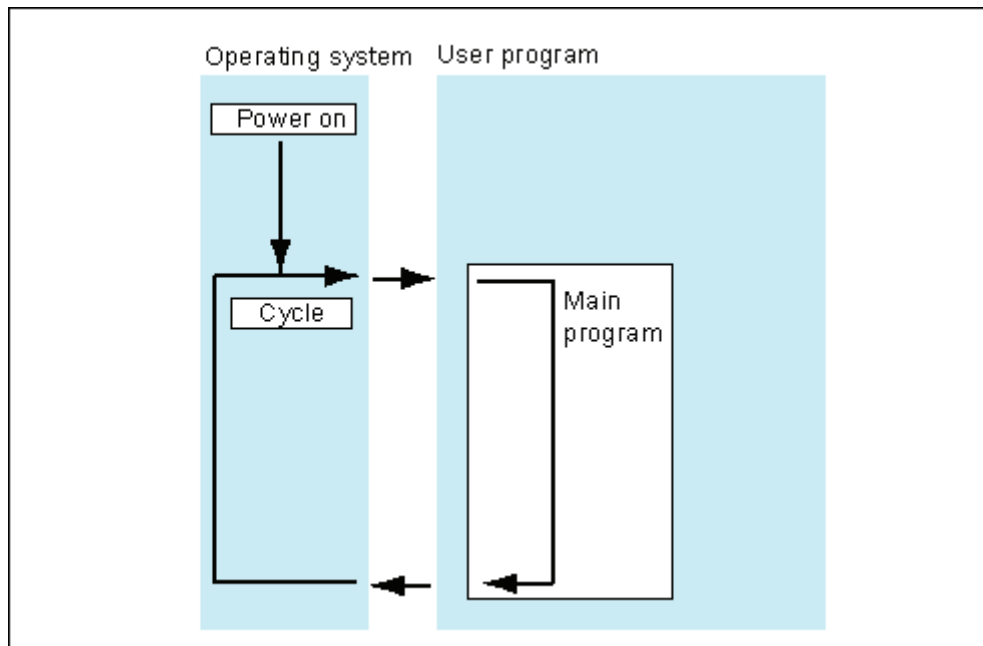 Operating system
User program
Power on
Cycle
Main
program